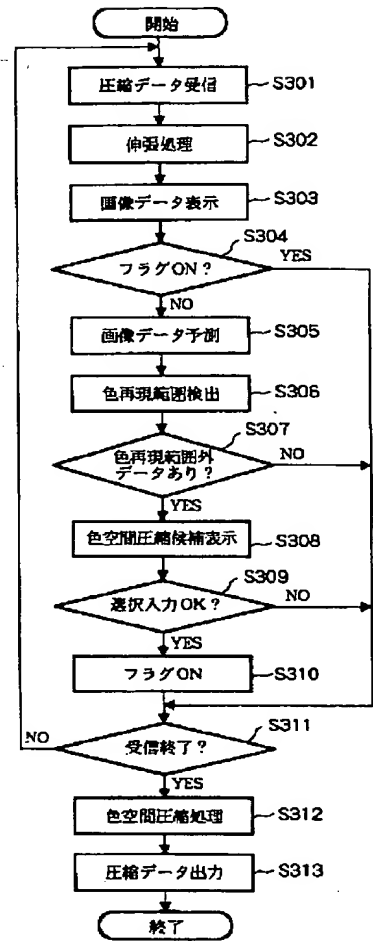 開始
圧縮データ受信
S301
伸張処理
S302
画像データ表示
S303
S304
フラグON?
YES
NO
画像データ予測
S305
色再現範囲検出
S306
S307
色再現範囲外
データあり?
NO
YES
色空間圧縮候補表示
S308
S309
選択入力OK?
NO
YES
フラグON
S310
S311
NO
受信終了?
YES
色空間圧縮処理
S312
圧縮データ出力
S313
終了